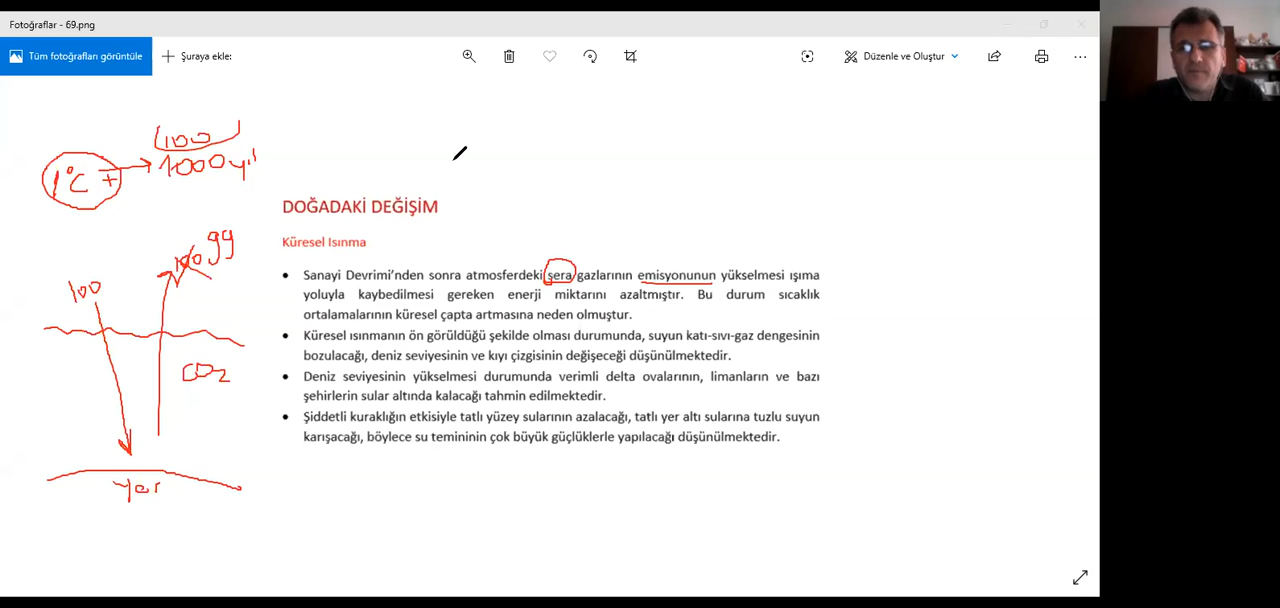 Fotoğraflar - 69.png
Tüm fotoğrafları görüntüle
Şuraya ekle:
Düzenle ve Oluştur
100
1°C + → 1000 yıl
DOĞADAKİ DEĞİŞİM
Küresel Isınma
• Sanayi Devrimi'nden sonra atmosferdeki sera gazlarının emisyonunun yükselmesi ışıma
yoluyla kaybedilmesi gereken enerji miktarını azaltmıştır. Bu durum sıcaklık
ortalamalarının küresel çapta artmasına neden olmuştur.
• Küresel ısınmanın ön görüldüğü şekilde olması durumunda, suyun katı-sıvı-gaz dengesinin
bozulacağı, deniz seviyesinin ve kıyı çizgisinin değişeceği düşünülmektedir.
• Deniz seviyesinin yükselmesi durumunda verimli delta ovalarının, limanların ve bazı
şehirlerin sular altında kalacağı tahmin edilmektedir.
• Şiddetli kuraklığın etkisiyle tatlı yüzey sularının azalacağı, tatlı yer altı sularına tuzlu suyun
karışacağı, böylece su temininin çok büyük güçlüklerle yapılacağı düşünülmektedir.
100
100 99
CO2
yer